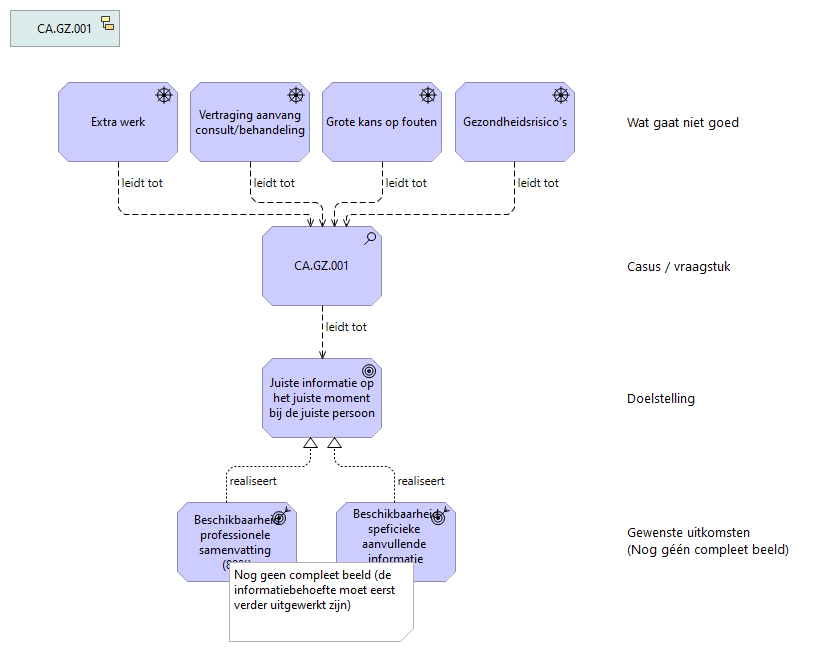 CA.GZ.001
Extra werk
Vertraging aanvang
consult/behandeling
Grote kans op fouten
Gezondheidsrisico's
Wat gaat niet goed
leidt tot
leidt tot
leidt tot
leidt tot
CA.GZ.001
Casus / vraagstuk
leidt tot
Juiste informatie op
het juiste moment
bij de juiste persoon
Doelstelling
realiseert
realiseert
Beschikbaarheid
professionele
samenvatting
Beschikbaarheid
speficieke
aanvullende
informatie
Gewenste uitkomsten
(Nog géén compleet beeld)
Nog geen compleet beeld (de
informatiebehoefte moet eerst
verder uitgewerkt zijn)